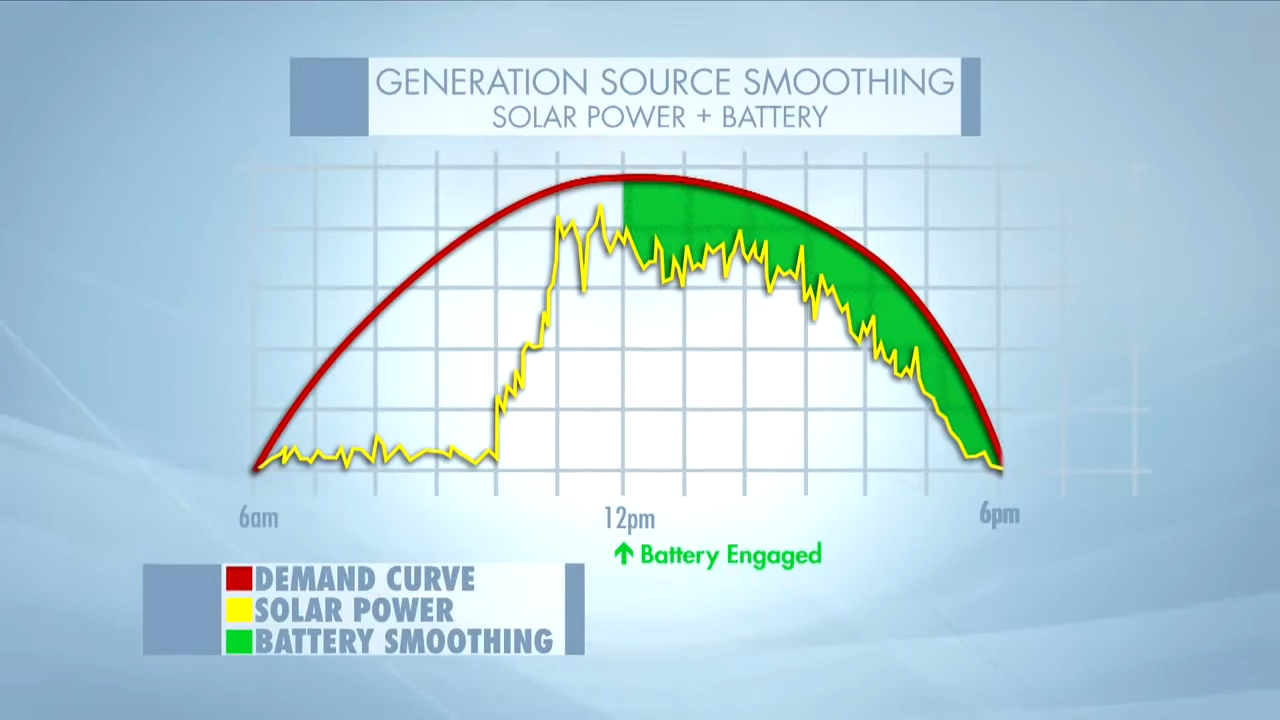 GENERATION SOURCE SMOOTHING
SOLAR POWER + BATTERY
6am 12pm 6pm
↑ Battery Engaged
DEMAND CURVE
SOLAR POWER
BATTERY SMOOTHING